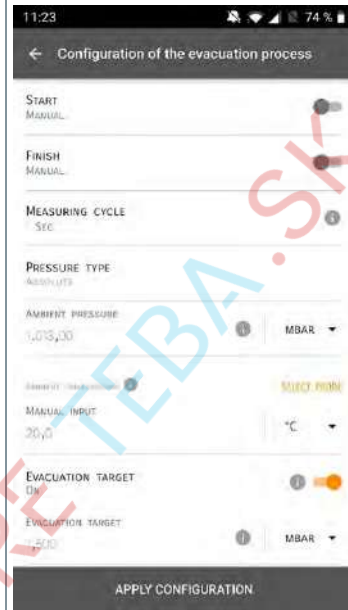 11:23
74 %
Configuration of the evacuation process
START
MANUAL
FINISH
MANUAL
MEASURING CYCLE
SEC
PRESSURE TYPE
ABSOLUTE
AMBIENT PRESSURE
1.013,00
MBAR
AMBIENT
SELECT PROBE
MANUAL INPUT
20,0
°C
EVACUATION TARGET
ON
EVACUATION TARGET
MBAR
APPLY CONFIGURATION
RE TEBA.SK